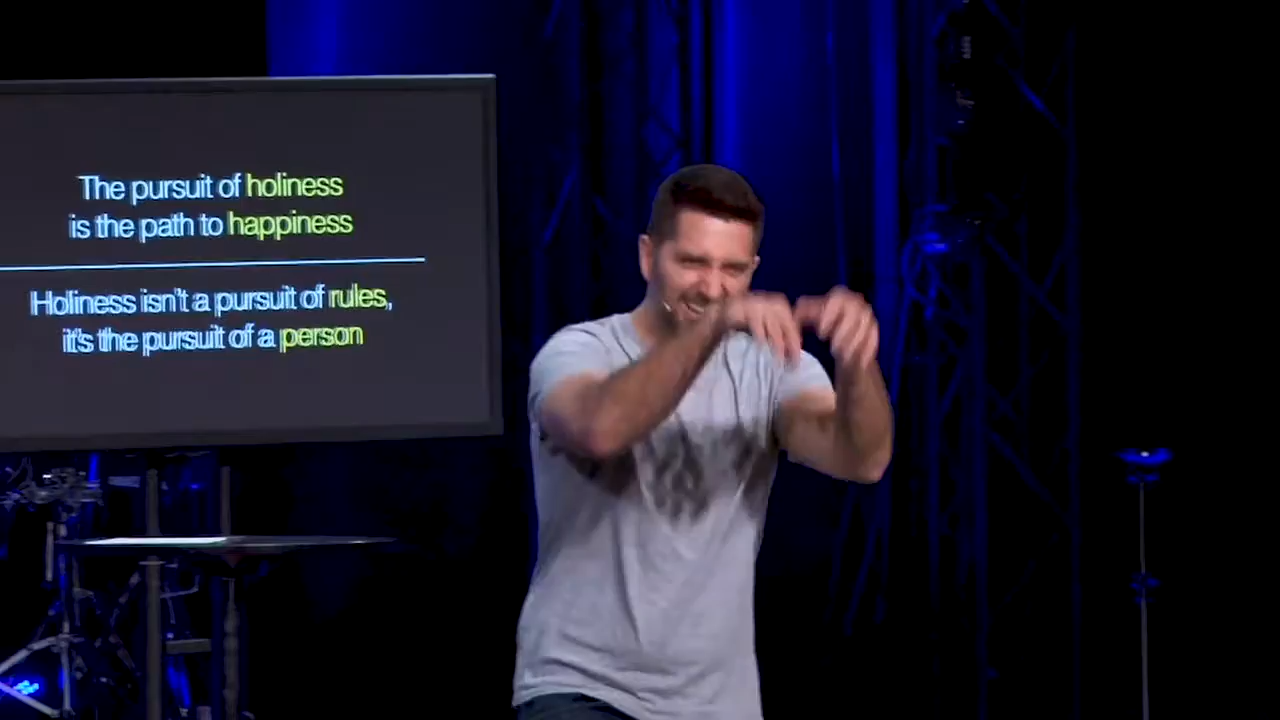 The pursuit of holiness
is the path to happiness
Holiness isn't a pursuit of rules,
it's the pursuit of a person